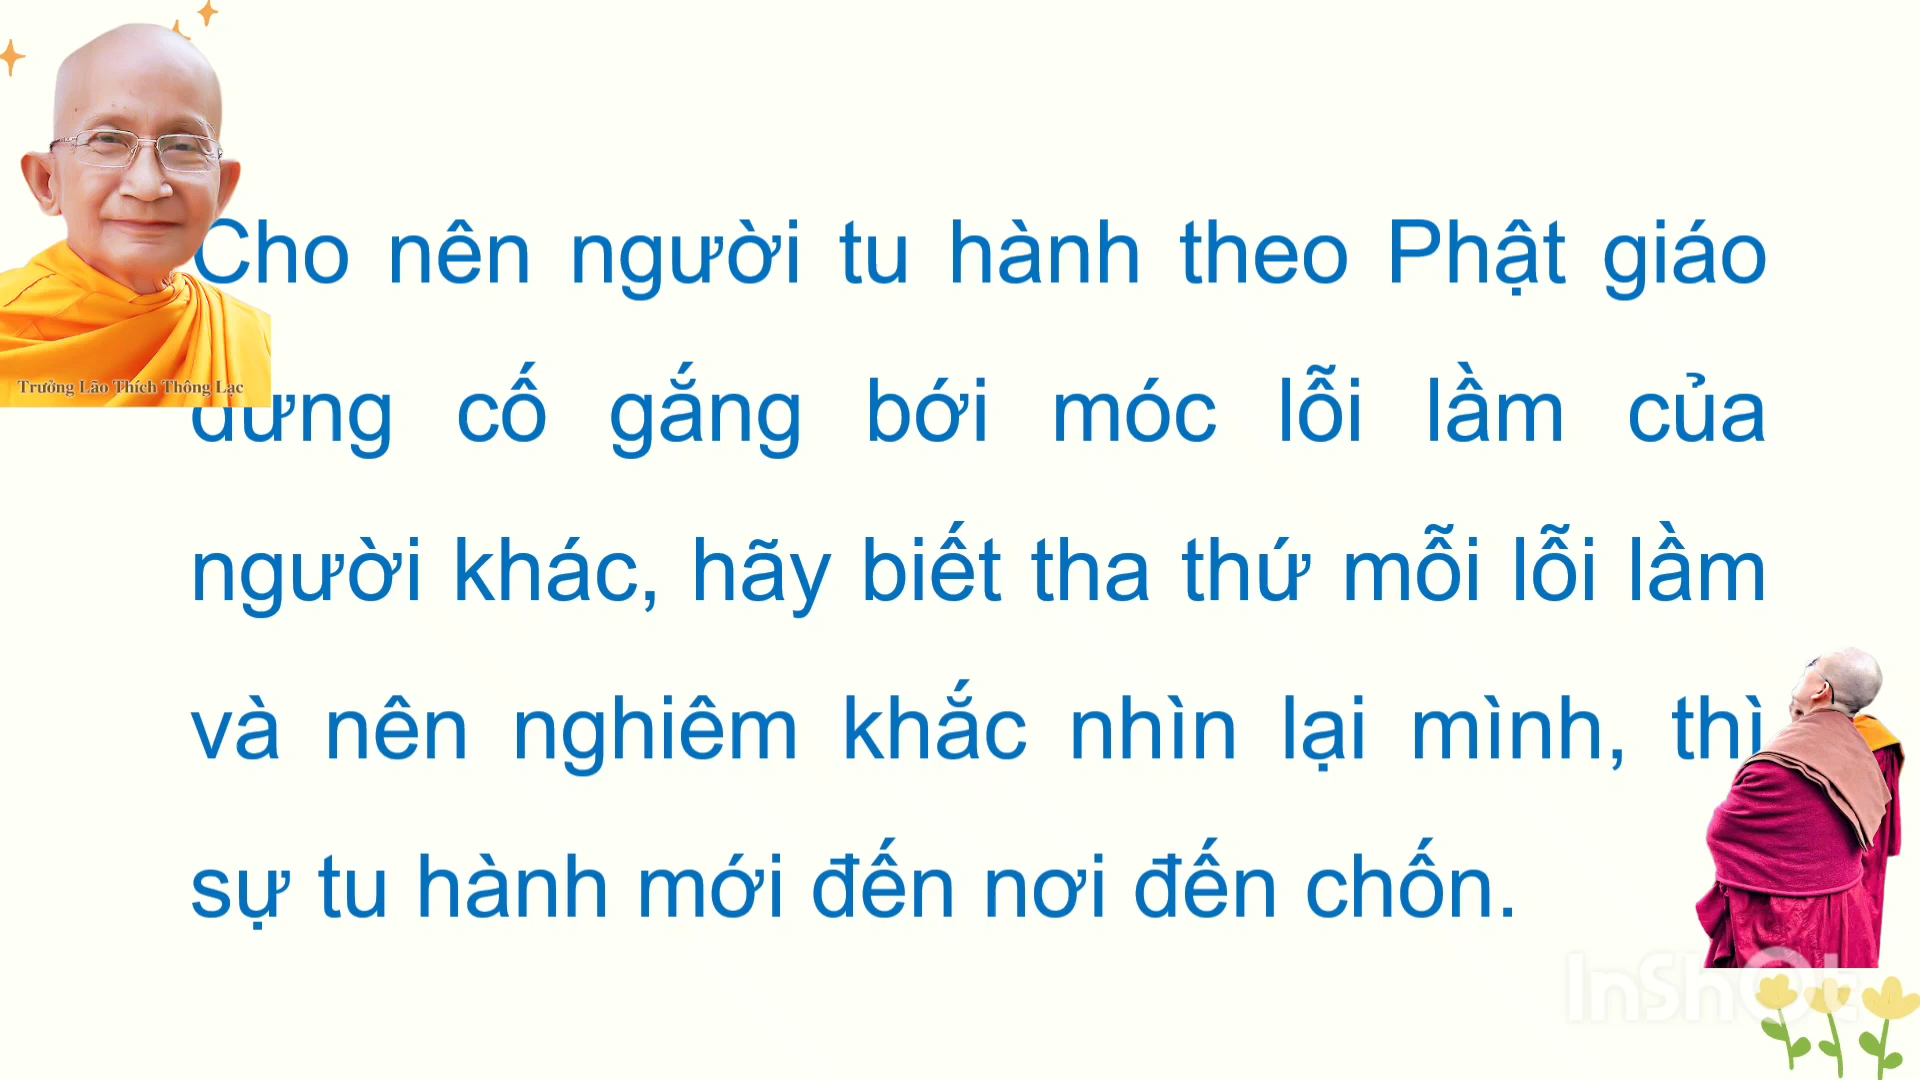 Cho nên người tu hành theo Phật giáo
Trưởng Lão Thích Thông Lạc
đừng cố gắng bới móc lỗi lầm của
người khác, hãy biết tha thứ mỗi lỗi lầm
và nên nghiêm khắc nhìn lại mình, thì
sự tu hành mới đến nơi đến chốn.
InShOt